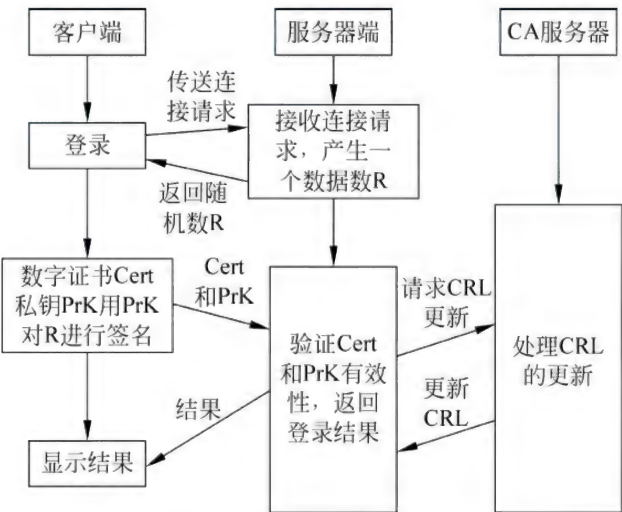 客户端
服务器端
CA服务器
传送连
接请求
登录
接收连接请
求，产生一
个数据数R
返回随
机数R
数字证书Cert
私钥PrK用PrK
对R进行签名
Cert
和PrK
验证Cert
和PrK有效
性，返回
登录结果
请求CRL
更新
处理CRL
的更新
更新
CRL
结果
显示结果